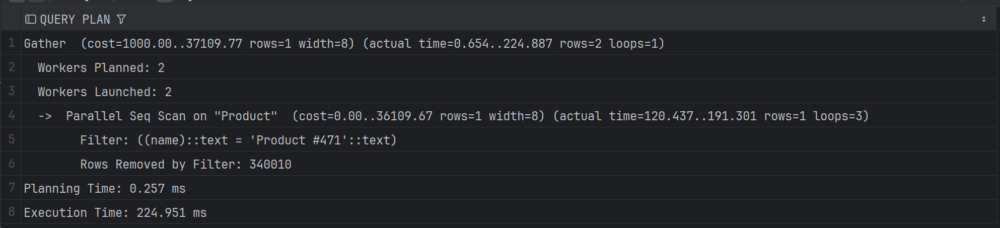 QUERY PLAN
1 Gather  (cost=1000.00..37109.77 rows=1 width=8) (actual time=0.654..224.887 rows=2 loops=1)
2   Workers Planned: 2
3   Workers Launched: 2
4   ->  Parallel Seq Scan on "Product"  (cost=0.00..36109.67 rows=1 width=8) (actual time=120.437..191.301 rows=1 loops=3)
5         Filter: ((name)::text = 'Product #471'::text)
6         Rows Removed by Filter: 340010
7 Planning Time: 0.257 ms
8 Execution Time: 224.951 ms